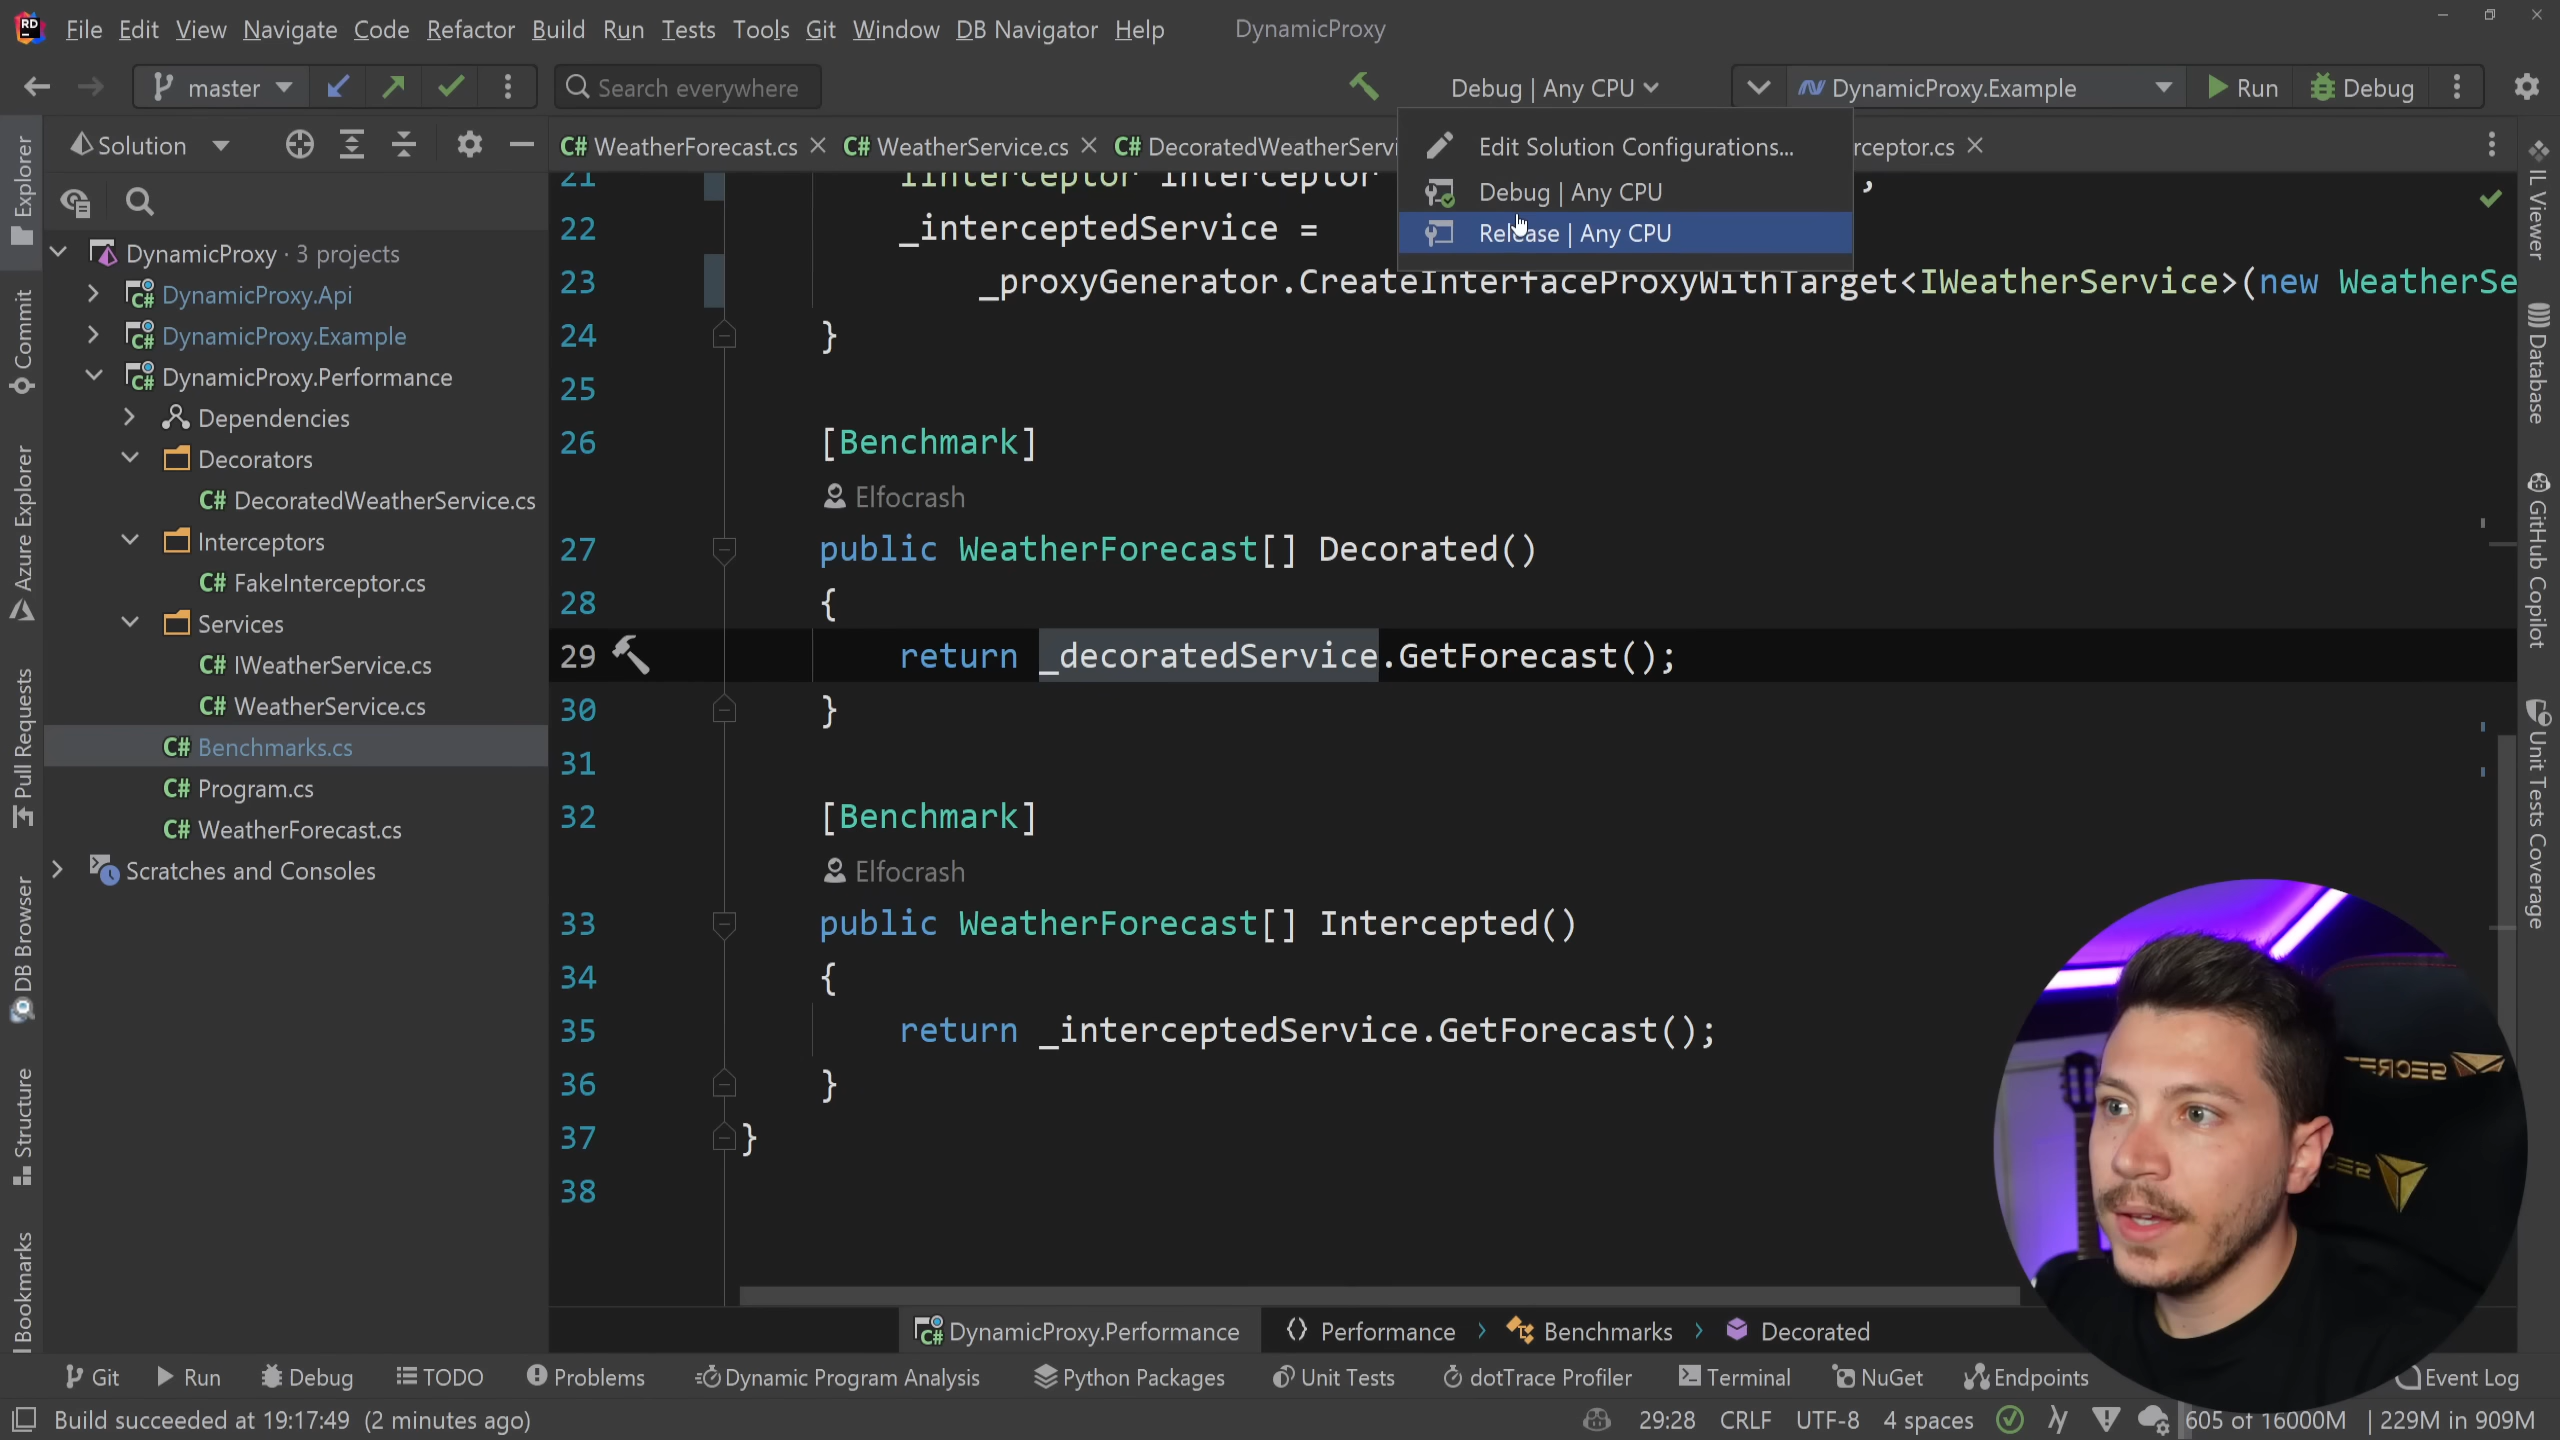 File Edit View Navigate Code Refactor Build Run Tests Tools Git Window DB Navigator Help DynamicProxy
master Search everywhere Debug | Any CPU DynamicProxy.Example Run Debug
Solution
WeatherForecast.cs WeatherService.cs DecoratedWeatherServi rceptor.cs
Edit Solution Configurations...
Debug | Any CPU
Release | Any CPU
Explorer
Commit
Azure Explorer
Pull Requests
DB Browser
Structure
Bookmarks
DynamicProxy · 3 projects
DynamicProxy.Api
DynamicProxy.Example
DynamicProxy.Performance
Dependencies
Decorators
C# DecoratedWeatherService.cs
Interceptors
C# FakeInterceptor.cs
Services
C# IWeatherService.cs
C# WeatherService.cs
C# Benchmarks.cs
C# Program.cs
C# WeatherForecast.cs
Scratches and Consoles
21 IInterceptor interceptor ,
22 _interceptedService =
23 _proxyGenerator.CreateInterfaceProxyWithTarget<IWeatherService>(new WeatherSe
24 }
25
26 [Benchmark]
Elfocrash
27 public WeatherForecast[] Decorated()
28 {
29 return _decoratedService.GetForecast();
30 }
31
32 [Benchmark]
Elfocrash
33 public WeatherForecast[] Intercepted()
34 {
35 return _interceptedService.GetForecast();
36 }
37 }
38
IL Viewer
Database
GitHub Copilot
Unit Tests Coverage
DynamicProxy.Performance Performance Benchmarks Decorated
Git Run Debug TODO Problems Dynamic Program Analysis Python Packages Unit Tests dotTrace Profiler Terminal NuGet Endpoints Event Log
Build succeeded at 19:17:49 (2 minutes ago) 29:28 CRLF UTF-8 4 spaces 605 of 16000M 229M in 909M